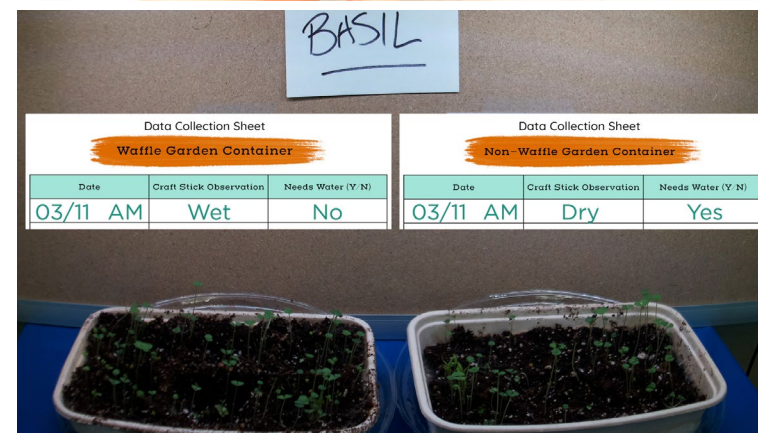 BASIL
Data Collection Sheet
Waffle Garden Container
Date Craft Stick Observation Needs Water (Y/N)
03/11 AM Wet No
Data Collection Sheet
Non-Waffle Garden Container
Date Craft Stick Observation Needs Water (Y/N)
03/11 AM Dry Yes